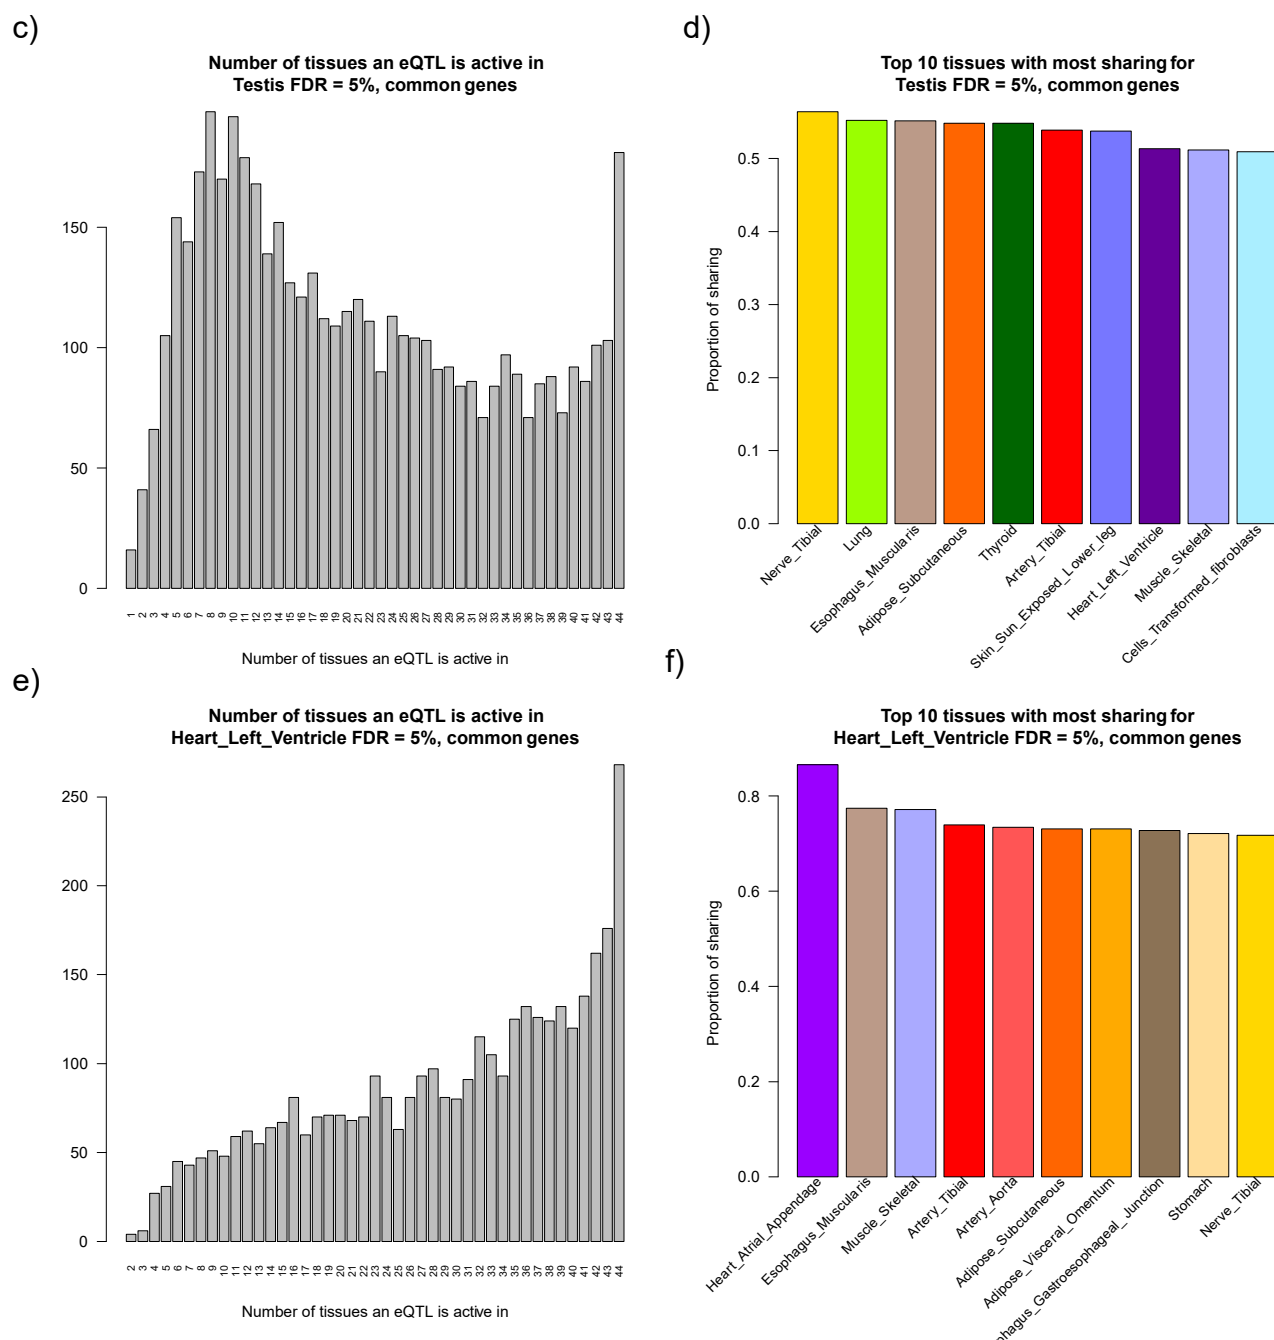 c)
Number of tissues an eQTL is active in
Testis FDR = 5%, common genes
150
100
50
0
1 2 3 4 5 6 7 8 9 10 11 12 13 14 15 16 17 18 19 20 21 22 23 24 25 26 27 28 29 30 31 32 33 34 35 36 37 38 39 40 41 42 43 44
Number of tissues an eQTL is active in
d)
Top 10 tissues with most sharing for
Testis FDR = 5%, common genes
Proportion of sharing
0.5
0.4
0.3
0.2
0.1
0.0
Nerve_Tibial
Lung
Esophagus_Muscularis
Adipose_Subcutaneous
Thyroid
Artery_Tibial
Skin_Sun_Exposed_Lower_leg
Heart_Left_Ventricle
Muscle_Skeletal
Cells_Transformed_fibroblasts
e)
Number of tissues an eQTL is active in
Heart_Left_Ventricle FDR = 5%, common genes
250
200
150
100
50
0
2 3 4 5 6 7 8 9 10 11 12 13 14 15 16 17 18 19 20 21 22 23 24 25 26 27 28 29 30 31 32 33 34 35 36 37 38 39 40 41 42 43 44
Number of tissues an eQTL is active in
f)
Top 10 tissues with most sharing for
Heart_Left_Ventricle FDR = 5%, common genes
Proportion of sharing
0.8
0.6
0.4
0.2
0.0
Heart_Atrial_Appendage
Esophagus_Muscularis
Muscle_Skeletal
Artery_Tibial
Artery_Aorta
Adipose_Subcutaneous
Adipose_Visceral_Omentum
phagus_Gastroesophageal_Junction
Stomach
Nerve_Tibial